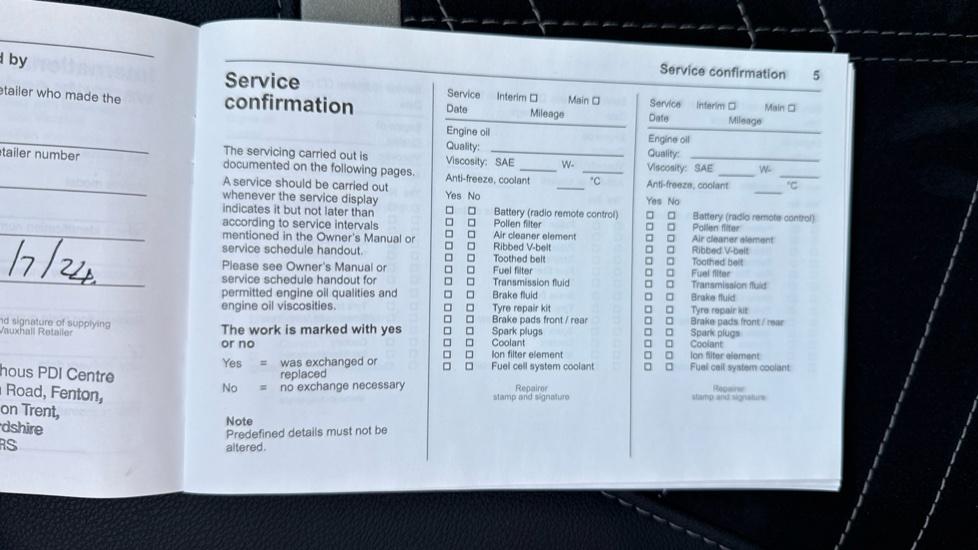 by
etailer who made the
etailer number
/7/24.
nd signature of supplying
Vauxhall Retailer
hous PDI Centre
Road, Fenton,
on Trent,
rdshire
RS
Service confirmation 5
Service
confirmation
The servicing carried out is
documented on the following pages.
A service should be carried out
whenever the service display
indicates it but not later than
according to service intervals
mentioned in the Owner's Manual or
service schedule handout.
Please see Owner's Manual or
service schedule handout for
permitted engine oil qualities and
engine oil viscosities.
The work is marked with yes
or no
Yes = was exchanged or
replaced
No = no exchange necessary
Note
Predefined details must not be
altered.
Service Interim ☐ Main ☐
Date Mileage
Engine oil
Quality:
Viscosity: SAE W-
Anti-freeze, coolant °C
Yes No
☐ ☐ Battery (radio remote control)
☐ ☐ Pollen filter
☐ ☐ Air cleaner element
☐ ☐ Ribbed V-belt
☐ ☐ Toothed belt
☐ ☐ Fuel filter
☐ ☐ Transmission fluid
☐ ☐ Brake fluid
☐ ☐ Tyre repair kit
☐ ☐ Brake pads front / rear
☐ ☐ Spark plugs
☐ ☐ Coolant
☐ ☐ Ion filter element
☐ ☐ Fuel cell system coolant
Repairer
stamp and signature
Service Interim ☐ Main ☐
Date Mileage
Engine oil
Quality:
Viscosity: SAE W-
Anti-freeze, coolant °C
Yes No
☐ ☐ Battery (radio remote control)
☐ ☐ Pollen filter
☐ ☐ Air cleaner element
☐ ☐ Ribbed V-belt
☐ ☐ Toothed belt
☐ ☐ Fuel filter
☐ ☐ Transmission fluid
☐ ☐ Brake fluid
☐ ☐ Tyre repair kit
☐ ☐ Brake pads front / rear
☐ ☐ Spark plugs
☐ ☐ Coolant
☐ ☐ Ion filter element
☐ ☐ Fuel cell system coolant
Repairer
stamp and signature